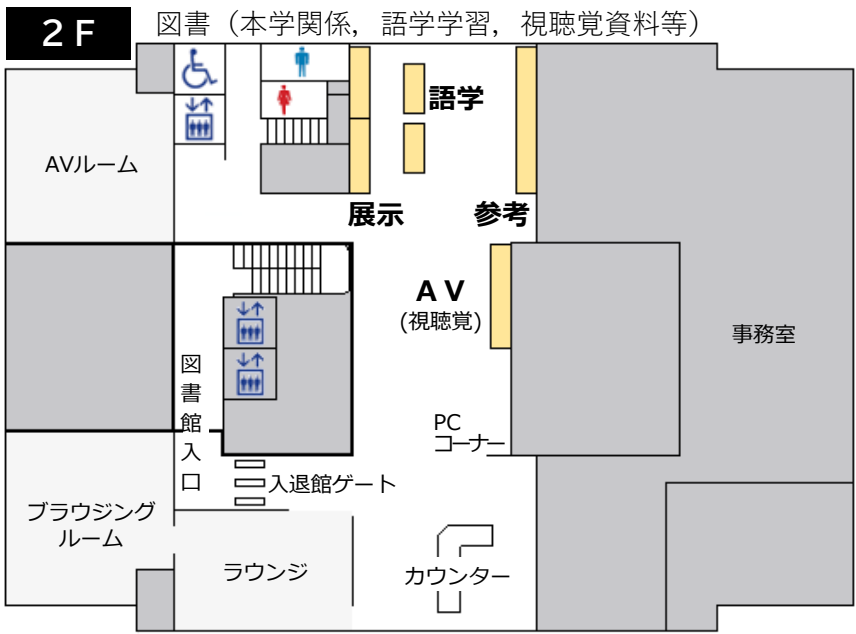 2F
図書（本学関係，語学学習，視聴覚資料等）
語学
AVルーム
展示
参考
AV
(視聴覚)
事務室
図書館入口
PC
コーナー
入退館ゲート
ブラウジング
ルーム
ラウンジ
カウンター